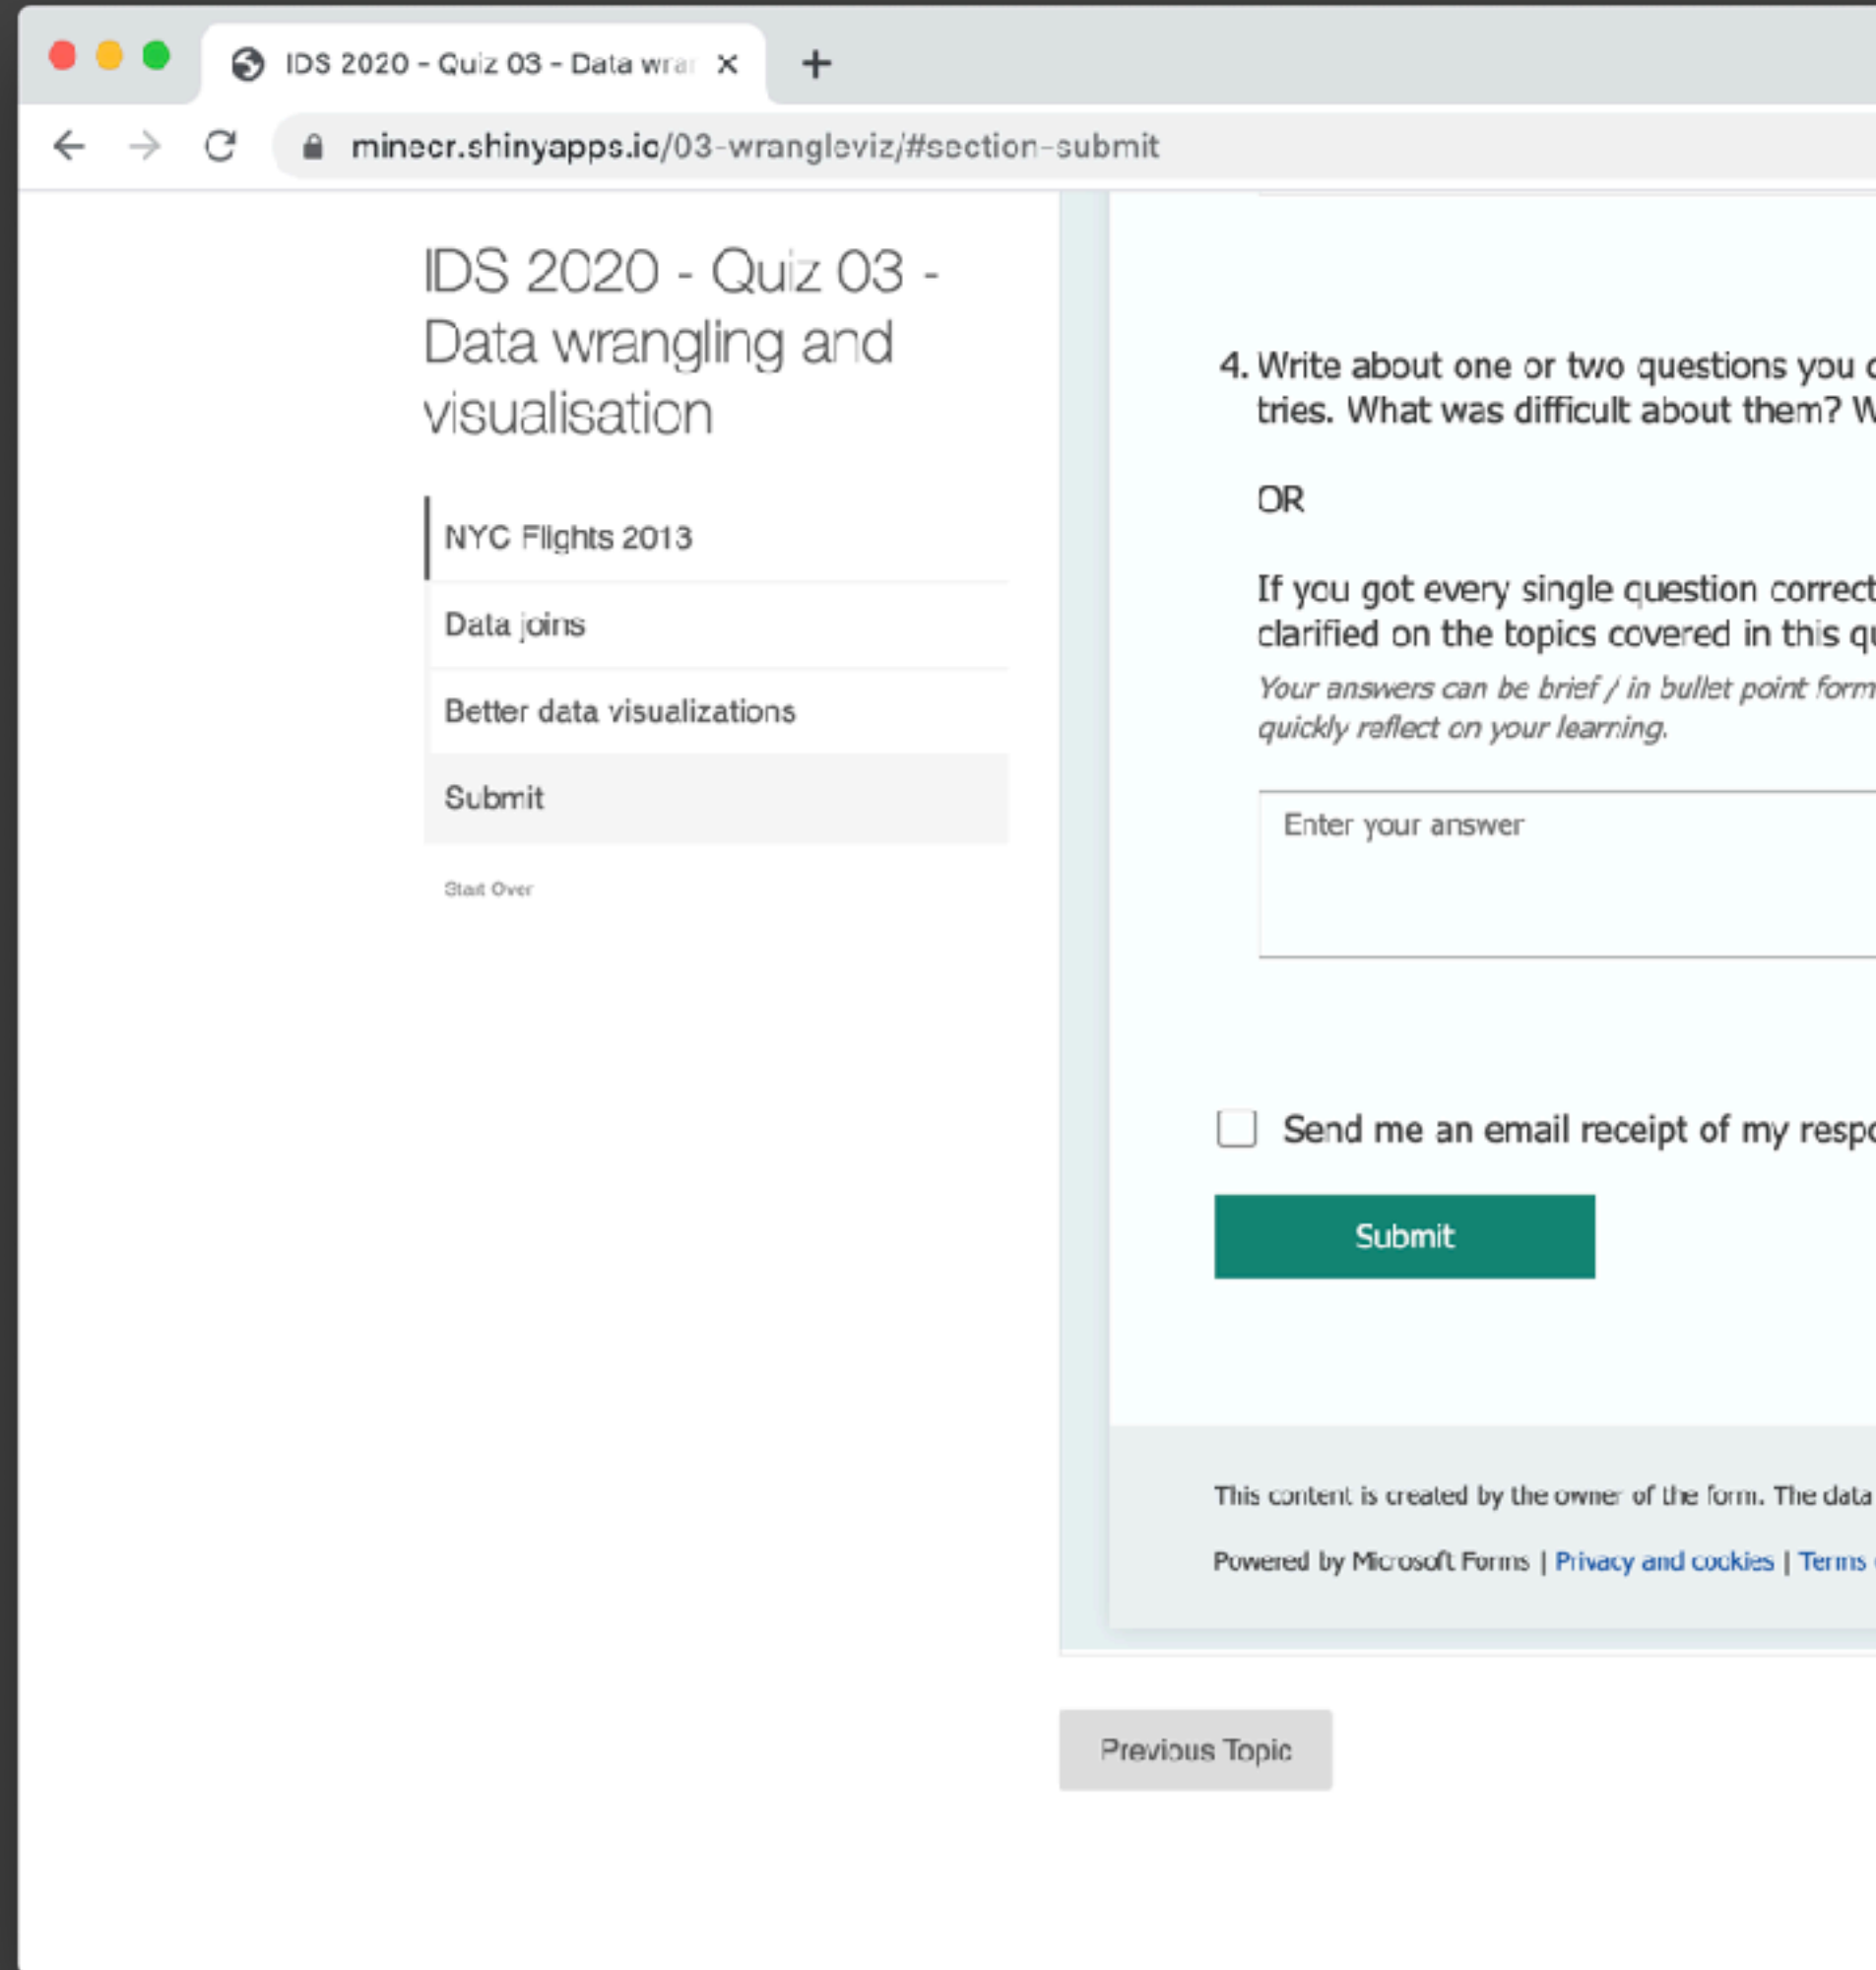 IDS 2020 - Quiz 03 - Data wra
minecr.shinyapps.io/03-wrangleviz/#section-submit
IDS 2020 - Quiz 03 -
Data wrangling and
visualisation
NYC Flights 2013
Data joins
Better data visualizations
Submit
Start Over
4. Write about one or two questions you
tries. What was difficult about them?
OR
If you got every single question correct
clarified on the topics covered in this
Your answers can be brief / in bullet point form
quickly reflect on your learning.
Enter your answer
Send me an email receipt of my
Submit
This content is created by the owner of the form. The data
Powered by Microsoft Forms | Privacy and cookies | Terms
Previous Topic